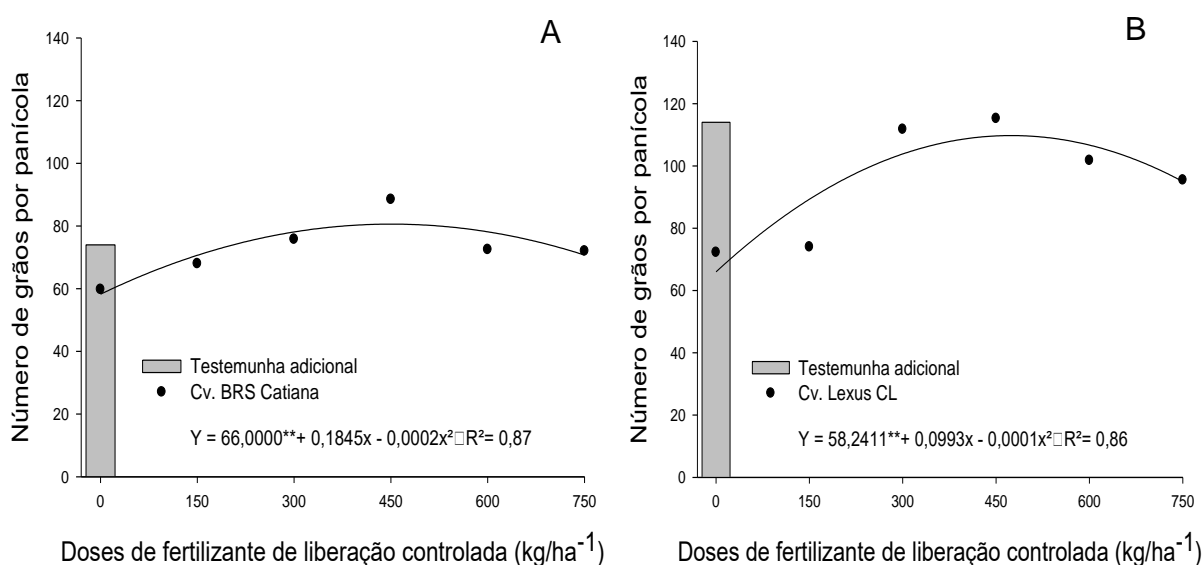 A
Número de grãos por panícola
140
120
100
80
60
40
20
0
Testemunha adicional
Cv. BRS Catiana
Y = 66,0000**+ 0,1845x - 0,0002x²□R²= 0,87
0 150 300 450 600 750
Doses de fertilizante de liberação controlada (kg/ha⁻¹)
B
Número de grãos por panícola
140
120
100
80
60
40
20
0
Testemunha adicional
Cv. Lexus CL
Y = 58,2411**+ 0,0993x - 0,0001x²□R²= 0,86
0 150 300 450 600 750
Doses de fertilizante de liberação controlada (kg/ha⁻¹)